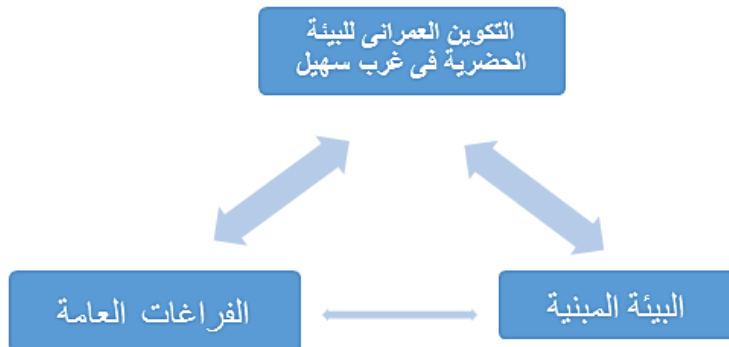 التكوين العمرانى للبيئة
الحضرية فى غرب سهيل
البيئة المبنية
الفراغات العامة